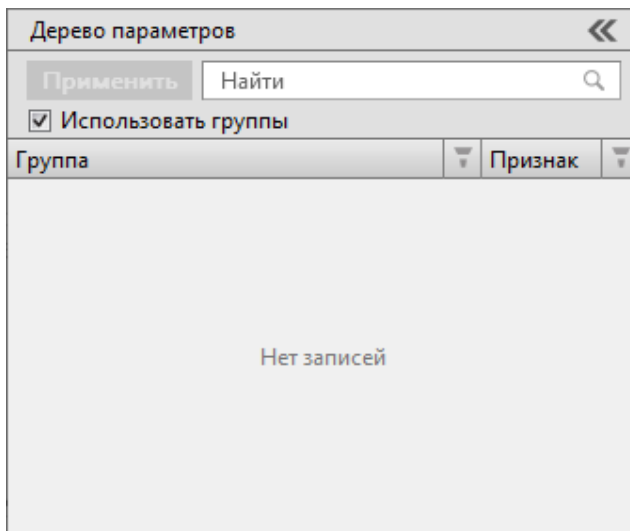 Дерево параметров
Применить Найти
Использовать группы
Группа Признак
Нет записей